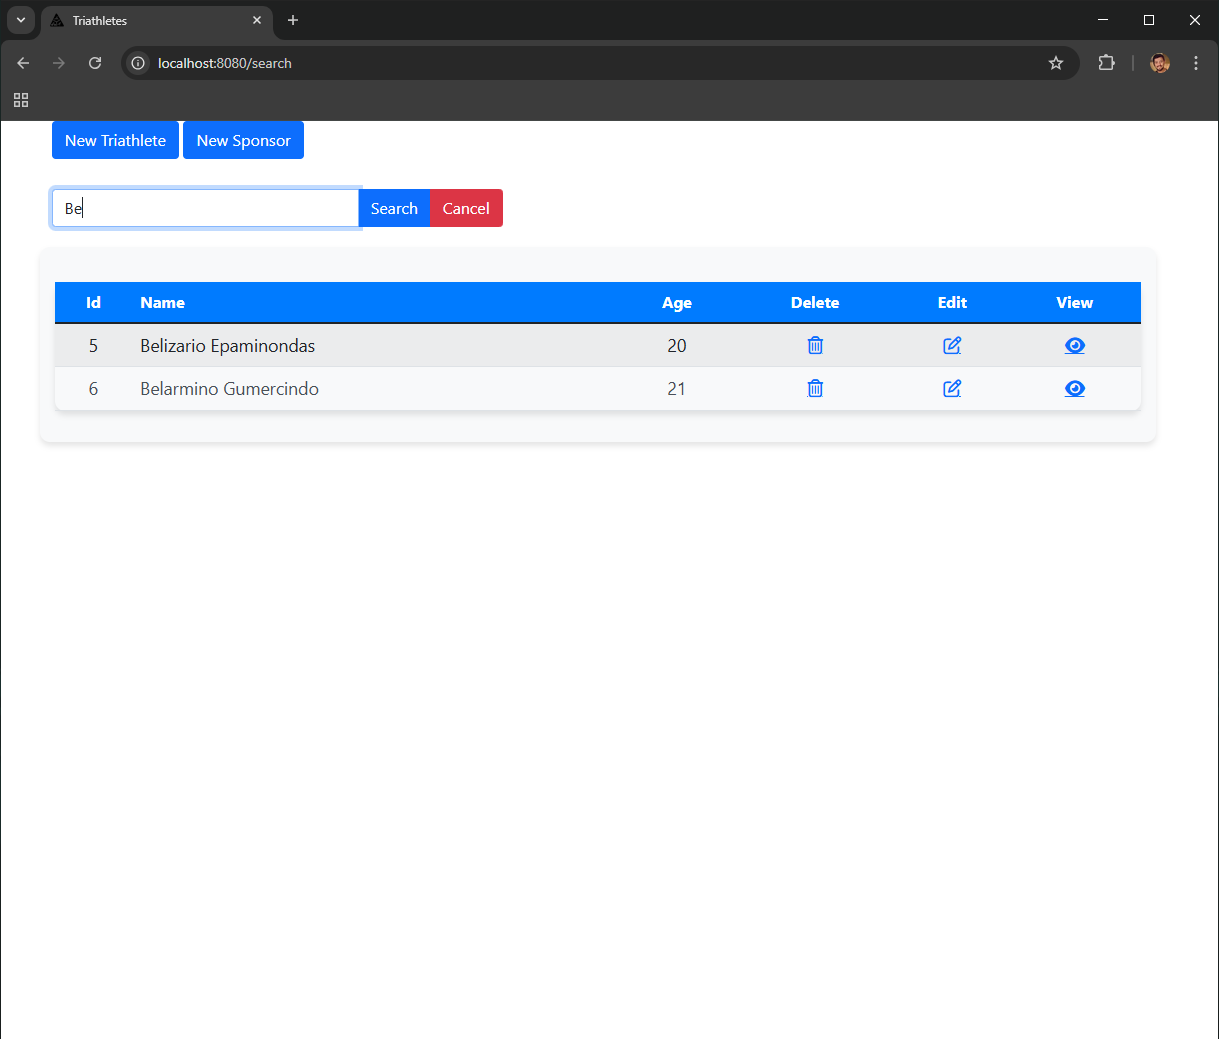 Triathletes
localhost:8080/search
New Triathlete New Sponsor
Be Search Cancel
Id Name Age Delete Edit View
5 Belizario Epaminondas 20
6 Belarmino Gumercindo 21